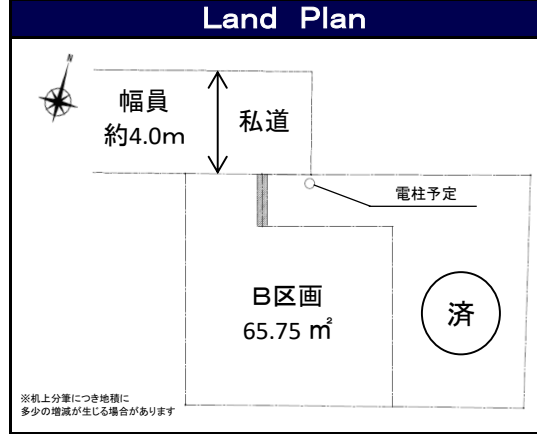 Land Plan
N
幅員
約4.0m
私道
電柱予定
B区画
65.75 ㎡
済
※机上分筆につき地積に
多少の増減が生じる場合があります